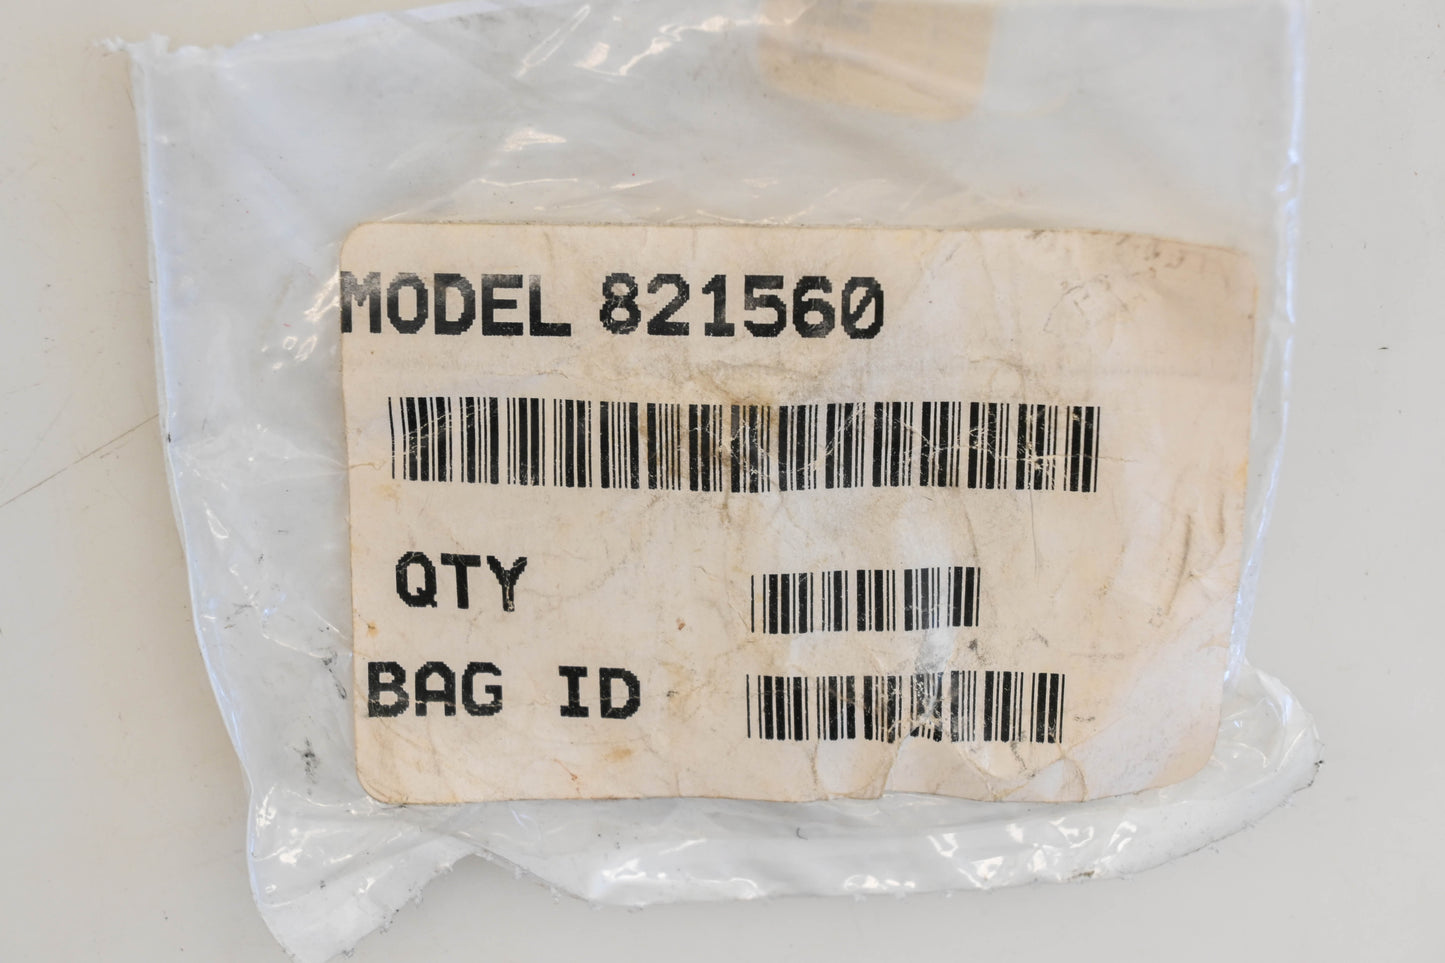 MODEL 821560
QTY
BAG ID